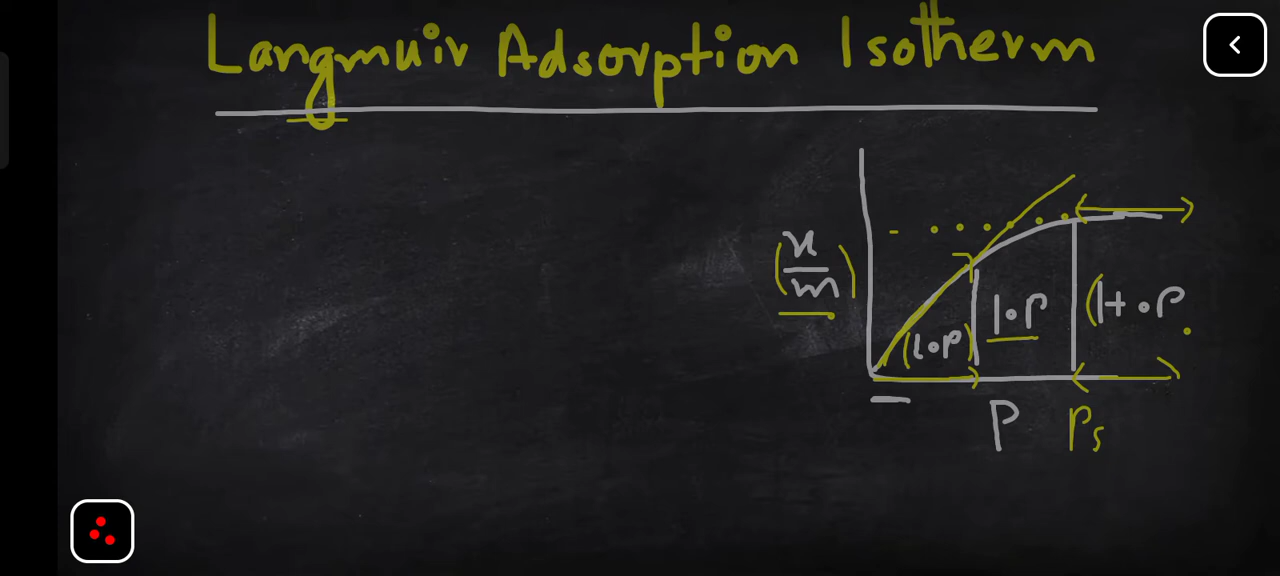 Langmuir Adsorption Isotherm
(x/m)
(l.p)
l.p
(H.p
P
Ps